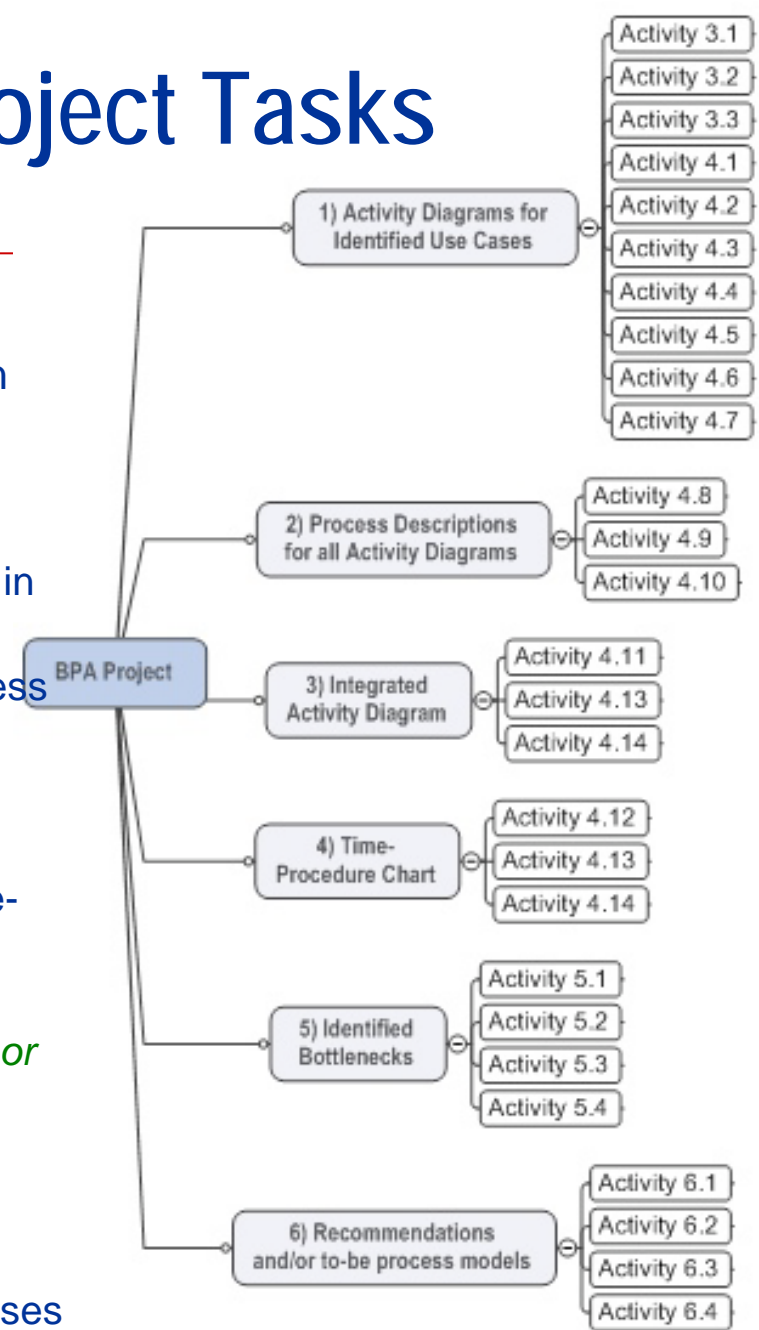 oject Tasks
n
in
ess
e-
or
ses
BPA Project
1) Activity Diagrams for
Identified Use Cases
Activity 3.1
Activity 3.2
Activity 3.3
Activity 4.1
Activity 4.2
Activity 4.3
Activity 4.4
Activity 4.5
Activity 4.6
Activity 4.7
2) Process Descriptions
for all Activity Diagrams
Activity 4.8
Activity 4.9
Activity 4.10
3) Integrated
Activity Diagram
Activity 4.11
Activity 4.13
Activity 4.14
4) Time-
Procedure Chart
Activity 4.12
Activity 4.13
Activity 4.14
5) Identified
Bottlenecks
Activity 5.1
Activity 5.2
Activity 5.3
Activity 5.4
6) Recommendations
and/or to-be process models
Activity 6.1
Activity 6.2
Activity 6.3
Activity 6.4